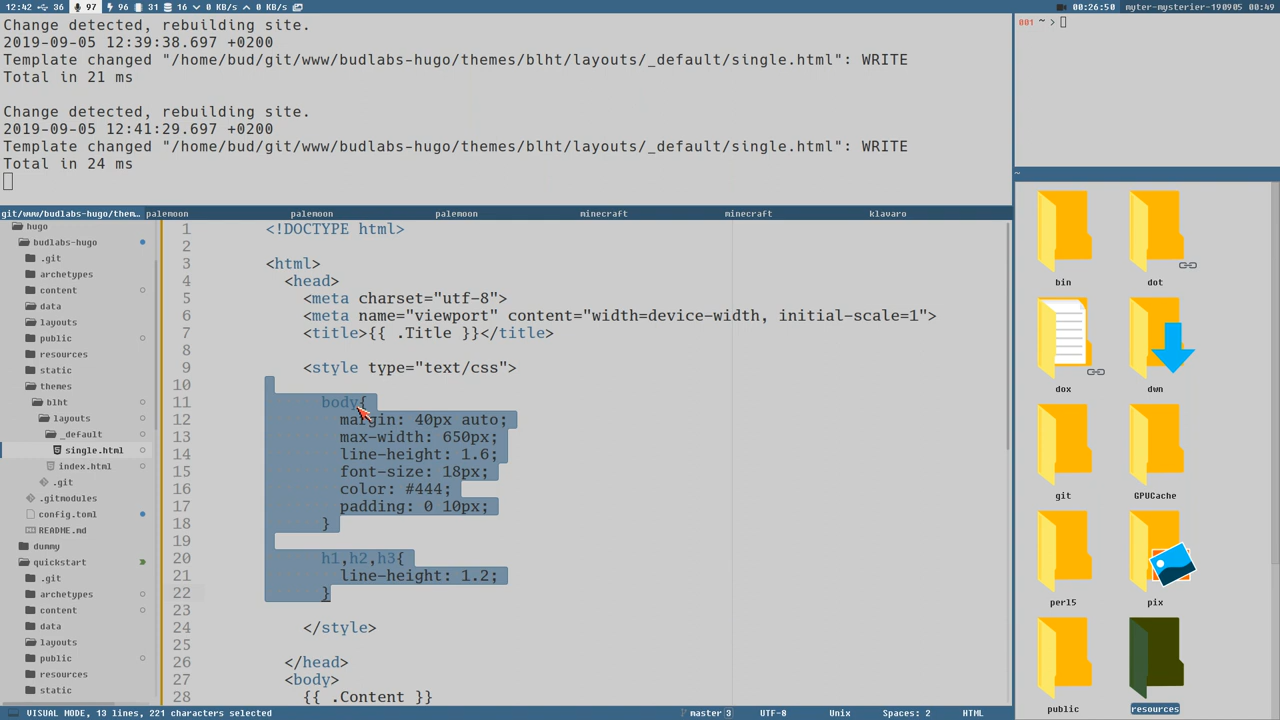 12:42 36 97 96 31 16 0 KB/s 0 KB/s
00:26:50 myter-mysterier-190905 00:49
Change detected, rebuilding site.
2019-09-05 12:39:38.697 +0200
Template changed "/home/bud/git/www/budlabs-hugo/themes/blht/layouts/_default/single.html": WRITE
Total in 21 ms
Change detected, rebuilding site.
2019-09-05 12:41:29.697 +0200
Template changed "/home/bud/git/www/budlabs-hugo/themes/blht/layouts/_default/single.html": WRITE
Total in 24 ms
001 ~ >
~
git/www/budlabs-hugo/them… palemoon palemoon palemoon minecraft minecraft klavaro
hugo
budlabs-hugo
.git
archetypes
content
data
layouts
public
resources
static
themes
blht
layouts
_default
single.html
index.html
.git
.gitmodules
config.toml
README.md
dummy
quickstart
.git
archetypes
content
data
layouts
public
resources
static
1 <!DOCTYPE html>
2
3 <html>
4 <head>
5 <meta charset="utf-8">
6 <meta name="viewport" content="width=device-width, initial-scale=1">
7 <title>{{ .Title }}</title>
8
9 <style type="text/css">
10
11 body{
12 margin: 40px auto;
13 max-width: 650px;
14 line-height: 1.6;
15 font-size: 18px;
16 color: #444;
17 padding: 0 10px;
18 }
19
20 h1,h2,h3{
21 line-height: 1.2;
22 }
23
24 </style>
25
26 </head>
27 <body>
28 {{ .Content }}
bin dot
dox dwn
git GPUCache
perl5 pix
public resources
VISUAL MODE, 13 lines, 221 characters selected master 3 UTF-8 Unix Spaces: 2 HTML